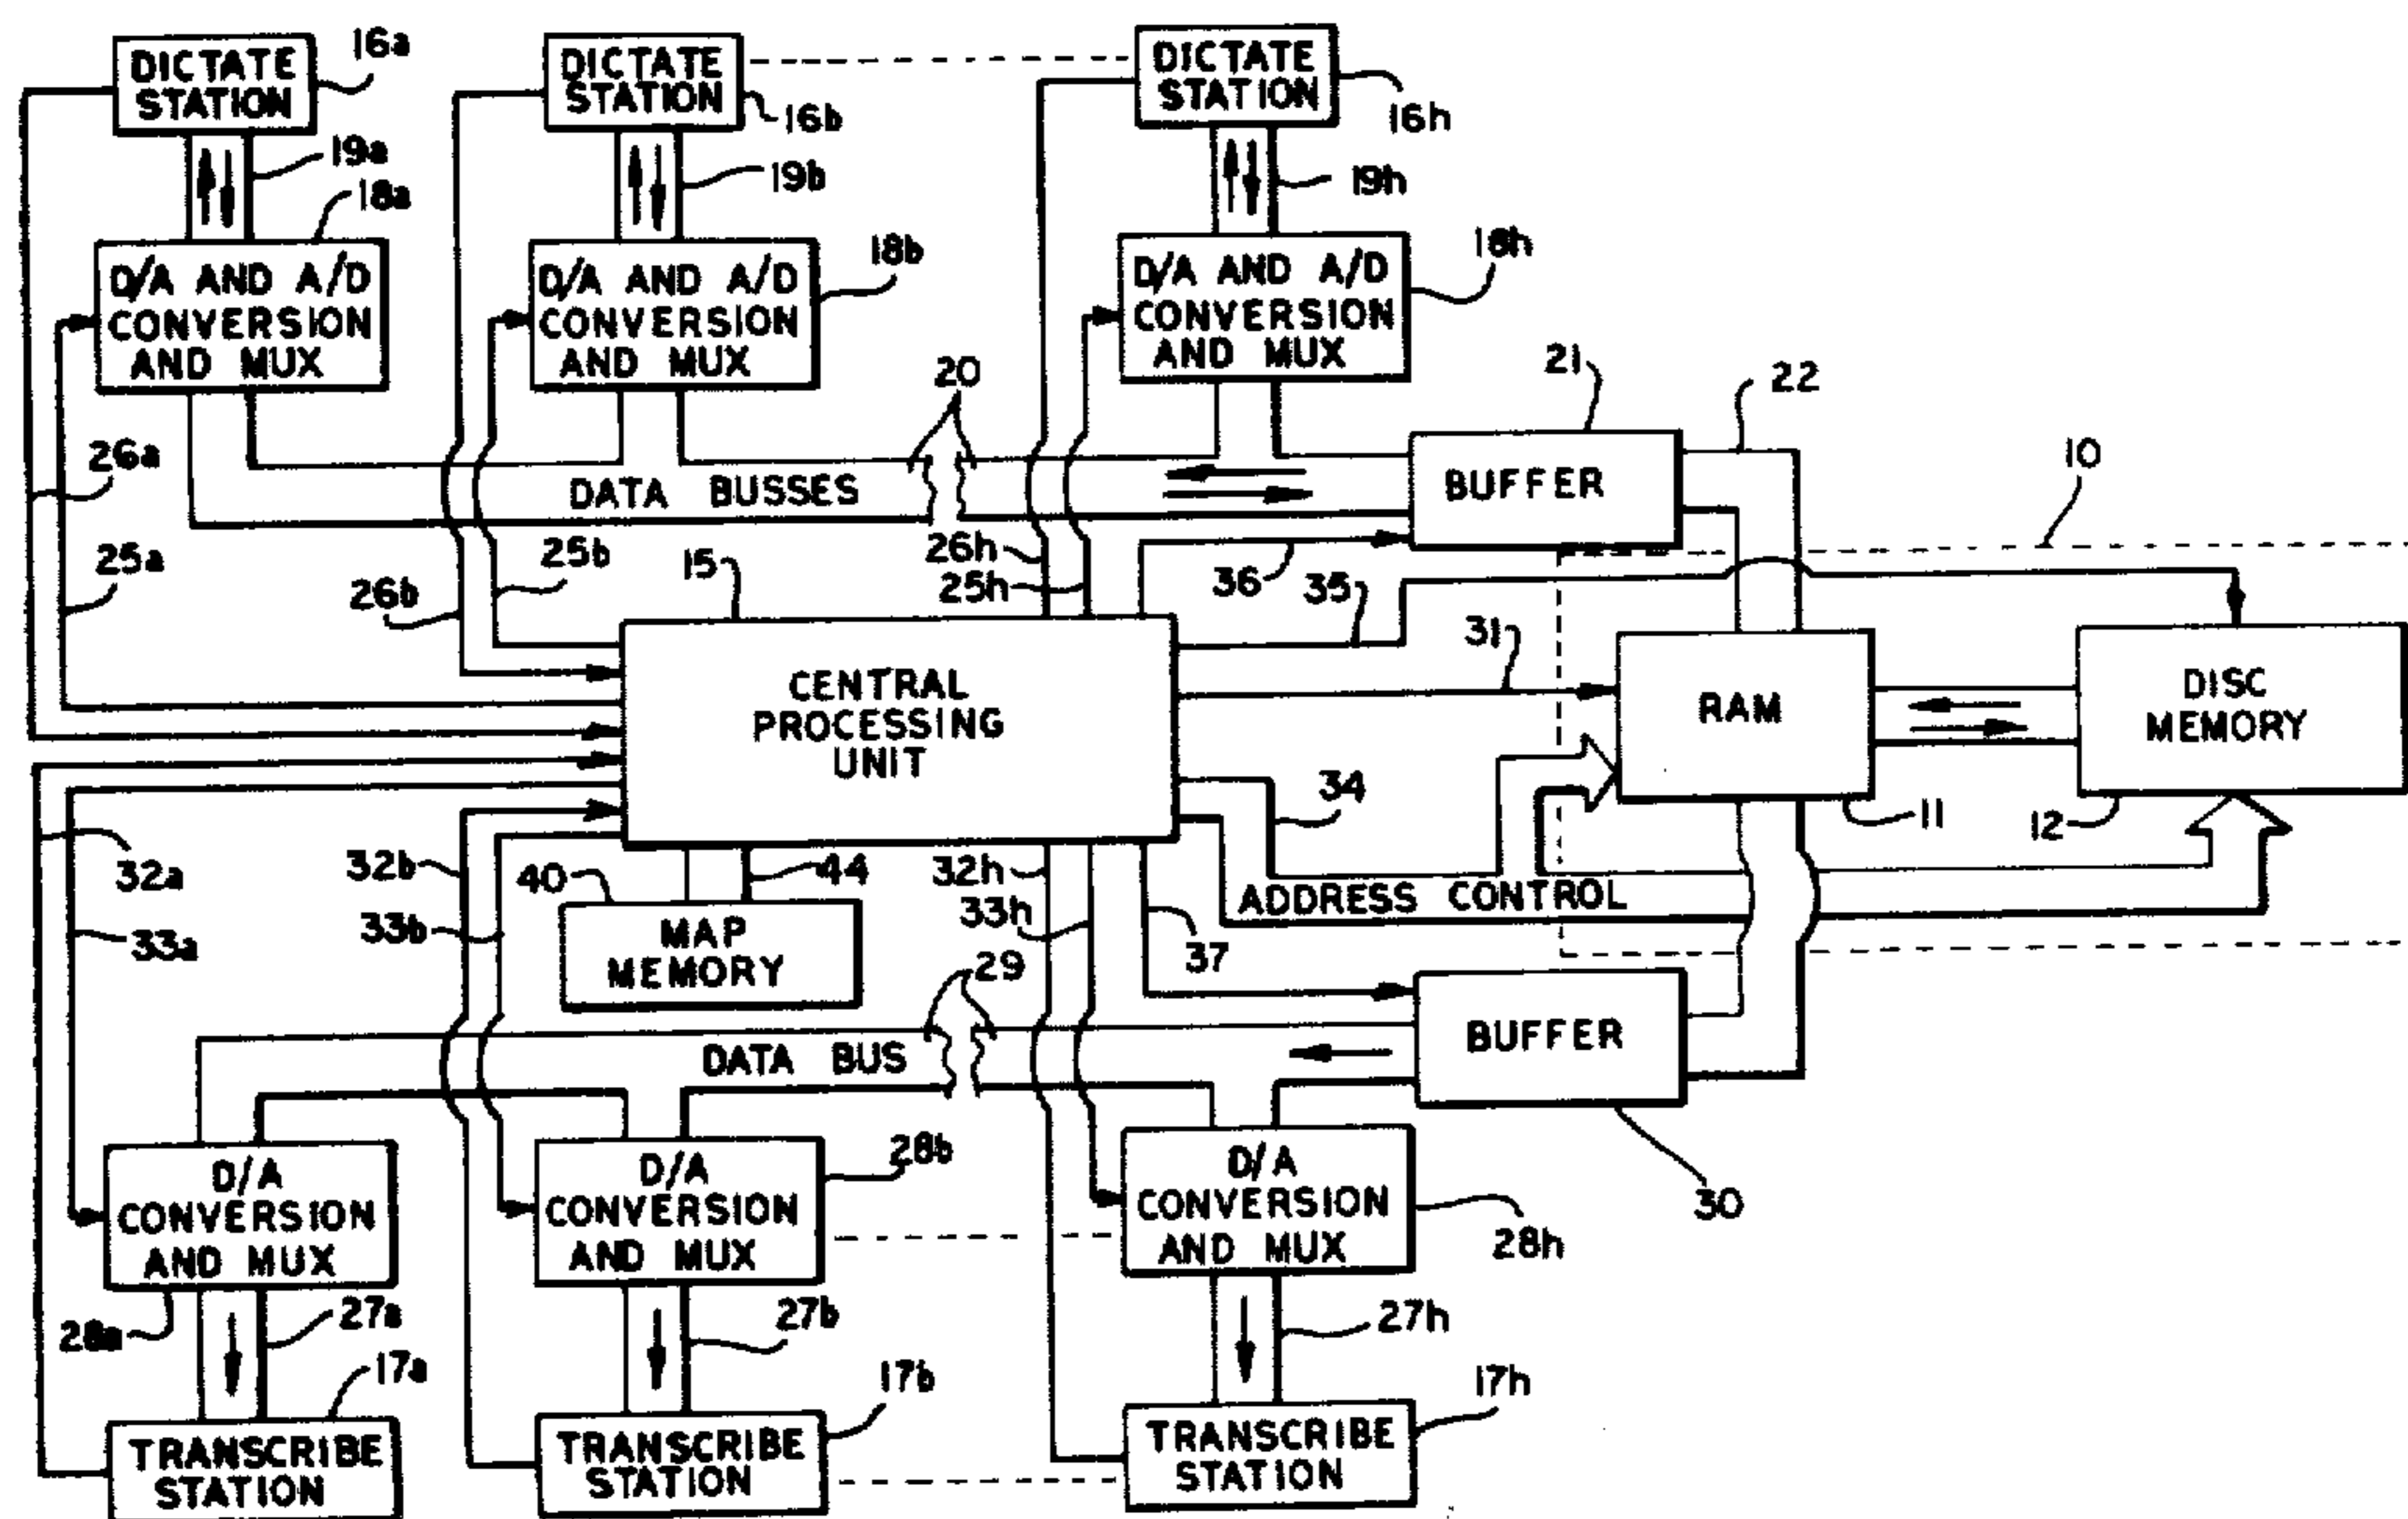 16a
DICTATE
STATION
DICTATE
STATION
16b
DICTATE
STATION
16h
19a
18a
19b
19h
D/A AND A/D
CONVERSION
AND MUX
D/A AND A/D
CONVERSION
AND MUX
18b
D/A AND A/D
CONVERSION
AND MUX
18h
20
21
22
26a
DATA BUSSES
BUFFER
10
25a
26b
25b
15
26h
25h
36
35
31
CENTRAL
PROCESSING
UNIT
RAM
DISC
MEMORY
34
11
12
32a
32b
40
44
32h
33a
33b
33h
ADDRESS CONTROL
MAP
MEMORY
37
29
DATA BUS
BUFFER
D/A
CONVERSION
AND MUX
D/A
CONVERSION
AND MUX
28b
D/A
CONVERSION
AND MUX
30
28h
28a
27a
27b
27h
17a
17b
17h
TRANSCRIBE
STATION
TRANSCRIBE
STATION
TRANSCRIBE
STATION